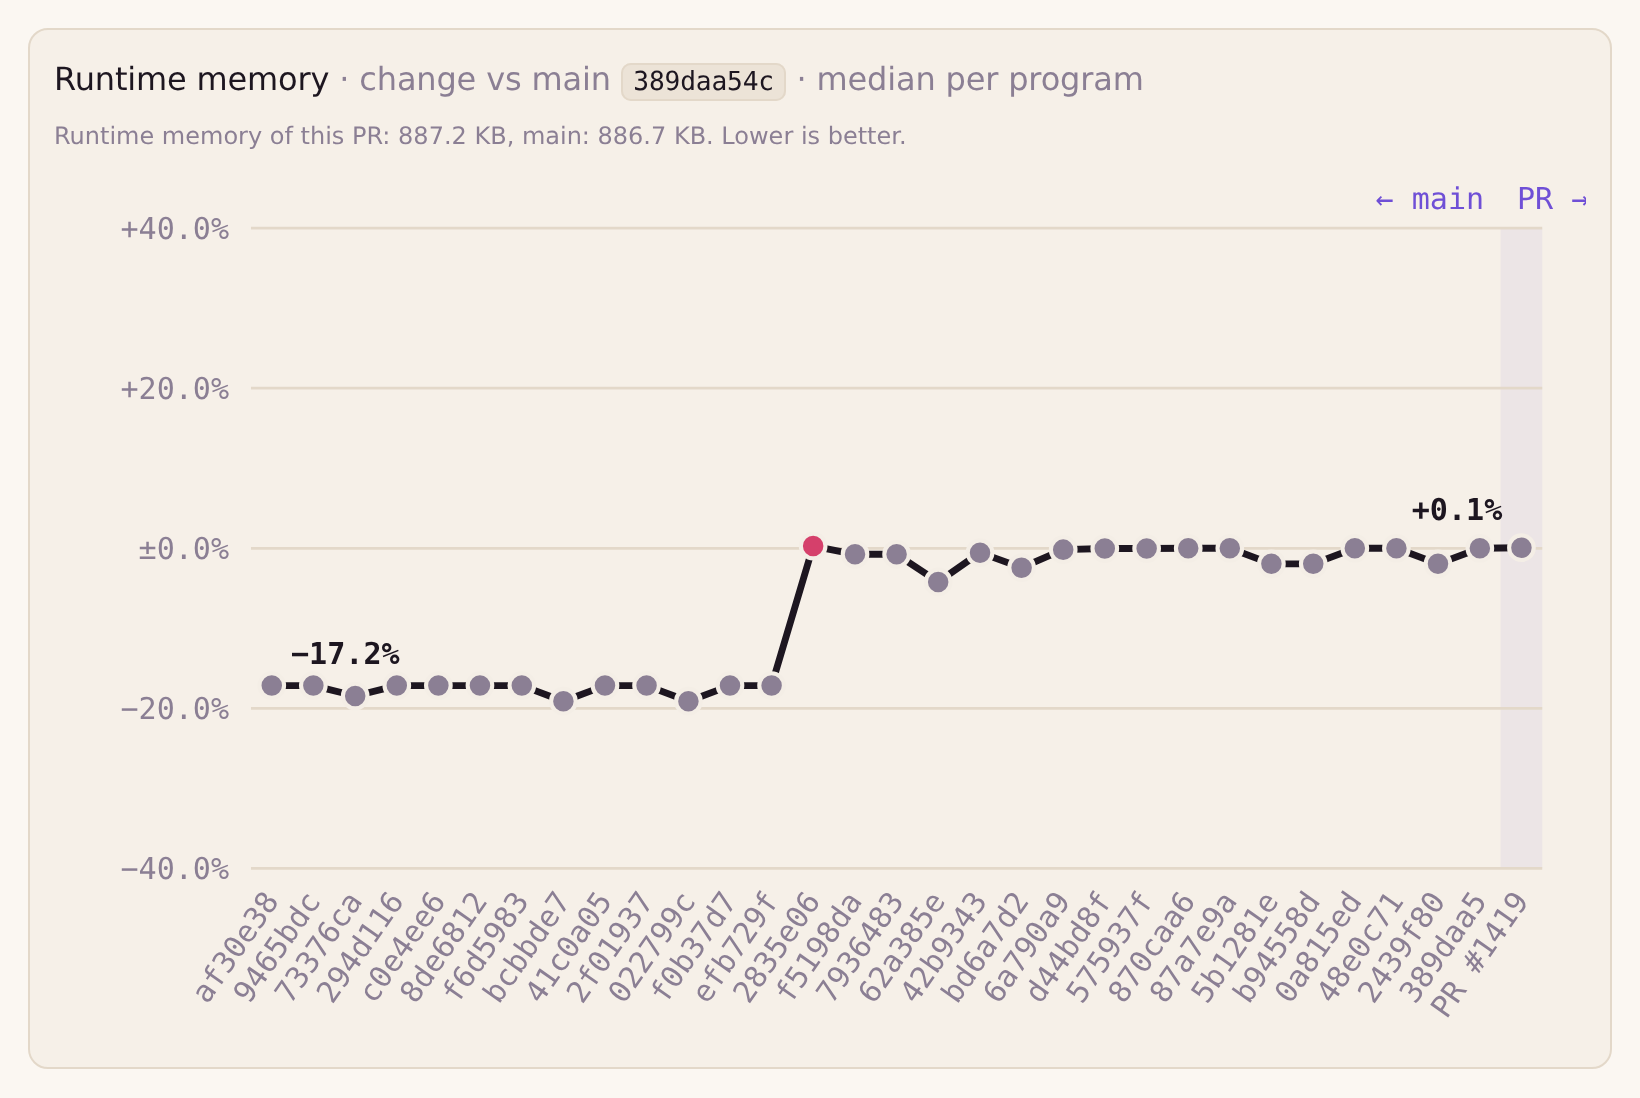 Runtime memory · change vs main 389daa54c · median per program
Runtime memory of this PR: 887.2 KB, main: 886.7 KB. Lower is better.
← main PR →
+40.0%
+20.0%
±0.0%
−20.0%
−40.0%
+0.1%
−17.2%
af30e38
9465bdc
73376ca
294d116
c0e4ee6
8de6812
f6d5983
bcbbde7
41c0a05
2f01937
022799c
f0b37d7
efb729f
2835e06
f5198da
7936483
62a385e
42b9343
bd6a7d2
6a790a9
d44bd8f
575937f
870caa6
87a7e9a
5b1281e
b94558d
0a815ed
48e0c71
2439f80
389daa5
PR #1419